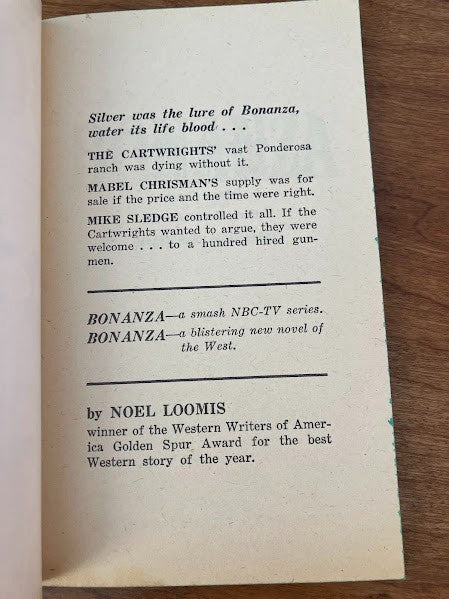 Silver was the lure of Bonanza,
water its life blood . . .
THE CARTWRIGHTS' vast Ponderosa
ranch was dying without it.
MABEL CHRISMAN'S supply was for
sale if the price and the time were right.
MIKE SLEDGE controlled it all. If the
Cartwrights wanted to argue, they were
welcome . . . to a hundred hired gun-
men.
BONANZA—a smash NBC-TV series.
BONANZA—a blistering new novel of
the West.
by NOEL LOOMIS
winner of the Western Writers of Amer-
ica Golden Spur Award for the best
Western story of the year.